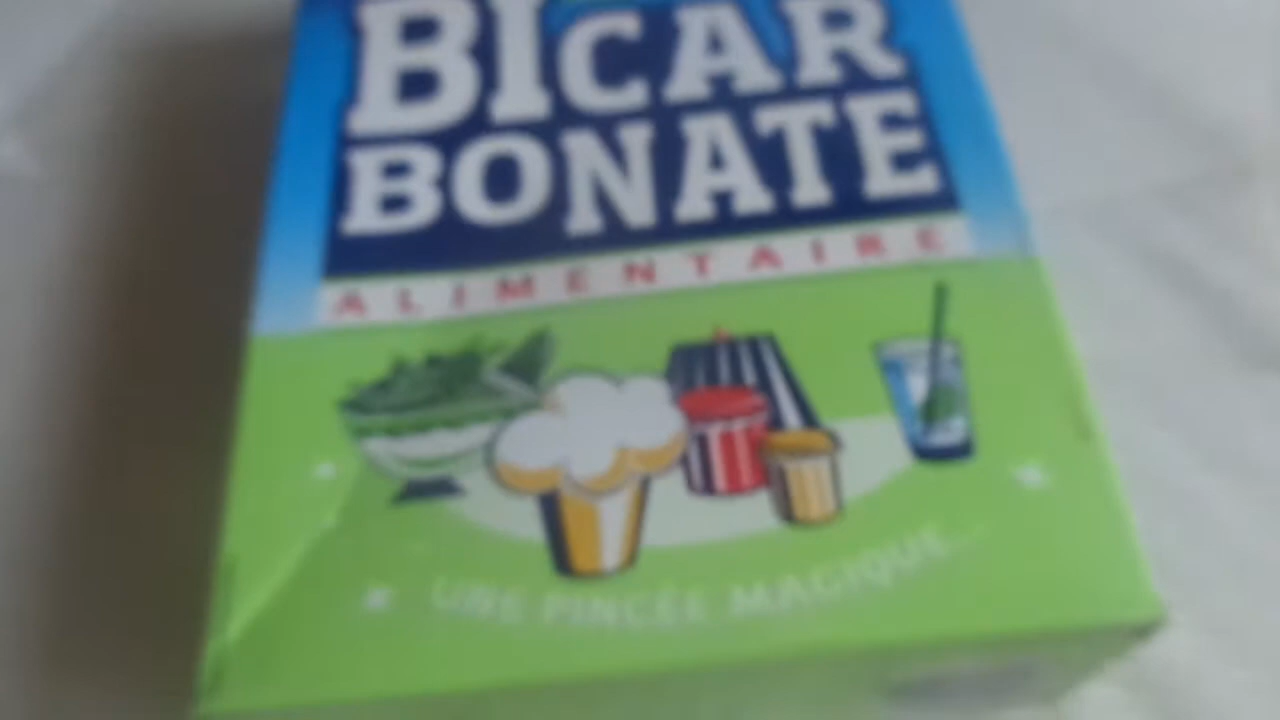 BICAR
BONATE
ALIMENTAIRE
UNE PINCÉE MAGIQUE...